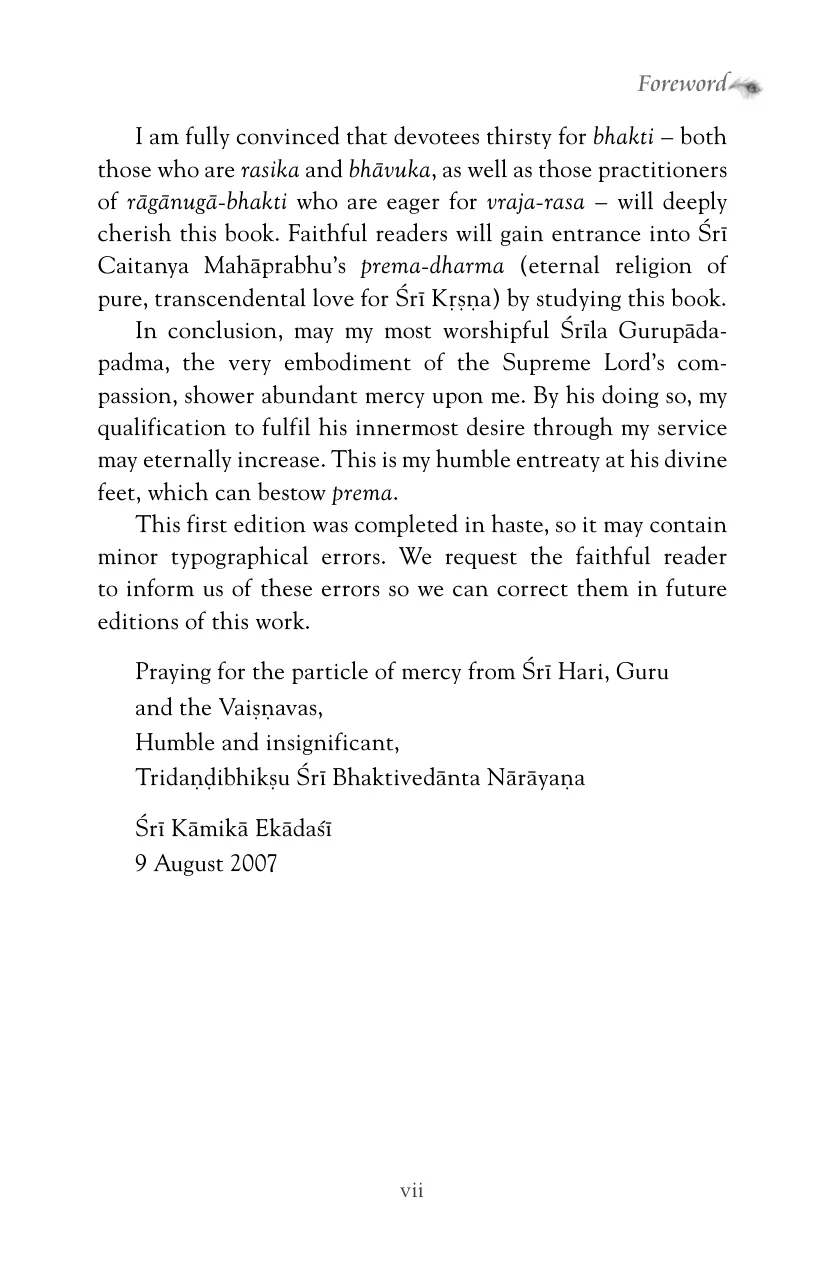 Foreword
I am fully convinced that devotees thirsty for bhakti – both
those who are rasika and bhāvuka, as well as those practitioners
of rāgānugā-bhakti who are eager for vraja-rasa – will deeply
cherish this book. Faithful readers will gain entrance into Śrī
Caitanya Mahāprabhu’s prema-dharma (eternal religion of
pure, transcendental love for Śrī Kṛṣṇa) by studying this book.
In conclusion, may my most worshipful Śrīla Gurupāda-
padma, the very embodiment of the Supreme Lord’s com-
passion, shower abundant mercy upon me. By his doing so, my
qualification to fulfil his innermost desire through my service
may eternally increase. This is my humble entreaty at his divine
feet, which can bestow prema.
This first edition was completed in haste, so it may contain
minor typographical errors. We request the faithful reader
to inform us of these errors so we can correct them in future
editions of this work.
Praying for the particle of mercy from Śrī Hari, Guru
and the Vaiṣṇavas,
Humble and insignificant,
Tridaṇḍibhikṣu Śrī Bhaktivedānta Nārāyaṇa
Śrī Kāmikā Ekādaśī
9 August 2007
vii